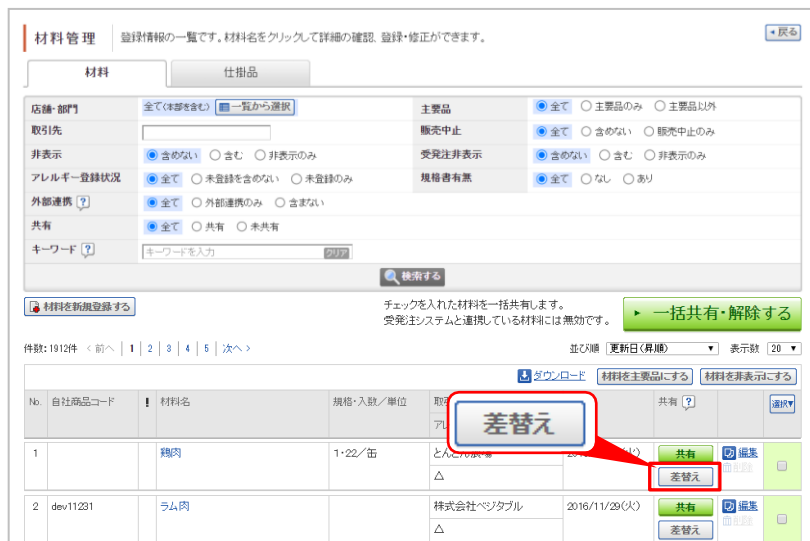 材料管理 登録情報の一覧です。材料名をクリックして詳細の確認、登録・修正ができます。 戻る
材料 仕掛品
店舗・部門 全て(本部を含む) 一覧から選択 主要品 全て 主要品のみ 主要品以外
取引先 販売中止 全て 含めない 販売中止のみ
非表示 含めない 含む 非表示のみ 受発注非表示 含めない 含む 非表示のみ
アレルギー登録状況 全て 未登録を含めない 未登録のみ 規格書有無 全て なし あり
外部連携 ? 全て 外部連携のみ 含まない
共有 全て 共有 未共有
キーワード ? キーワードを入力 クリア
検索する
材料を新規登録する チェックを入れた材料を一括共有します。
受発注システムと連携している材料には無効です。 一括共有・解除する
件数:1912件 <前へ | 1 | 2 | 3 | 4 | 5 | 次へ> 並び順 更新日(昇順) 表示数 20
ダウンロード 材料を主要品にする 材料を非表示にする
No. 自社商品コード ! 材料名 規格・入数/単位 共有 ? 選択▼
差替え
1 鶏肉 1・22/缶 共有 編集
△ 差替え 削除
2 dev11231 ラム肉 株式会社ベジタブル 2016/11/29(火) 共有 編集
△ 差替え 削除